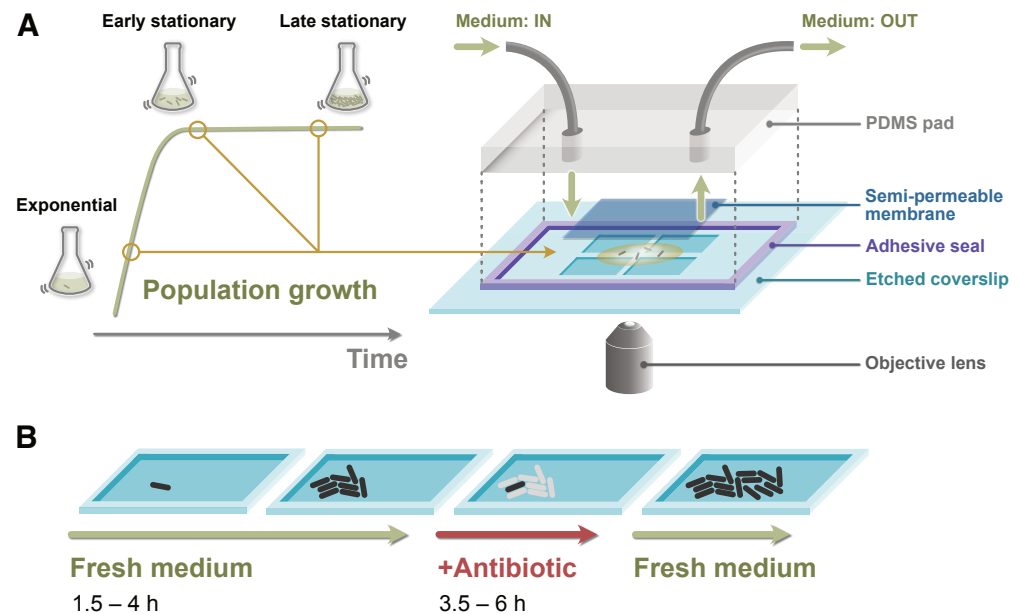 A
Early stationary
Late stationary
Medium: IN
Medium: OUT
PDMS pad
Exponential
Semi-permeable
membrane
Adhesive seal
Etched coverslip
Population growth
Time
Objective lens
B
Fresh medium
+Antibiotic
Fresh medium
1.5 – 4 h
3.5 – 6 h